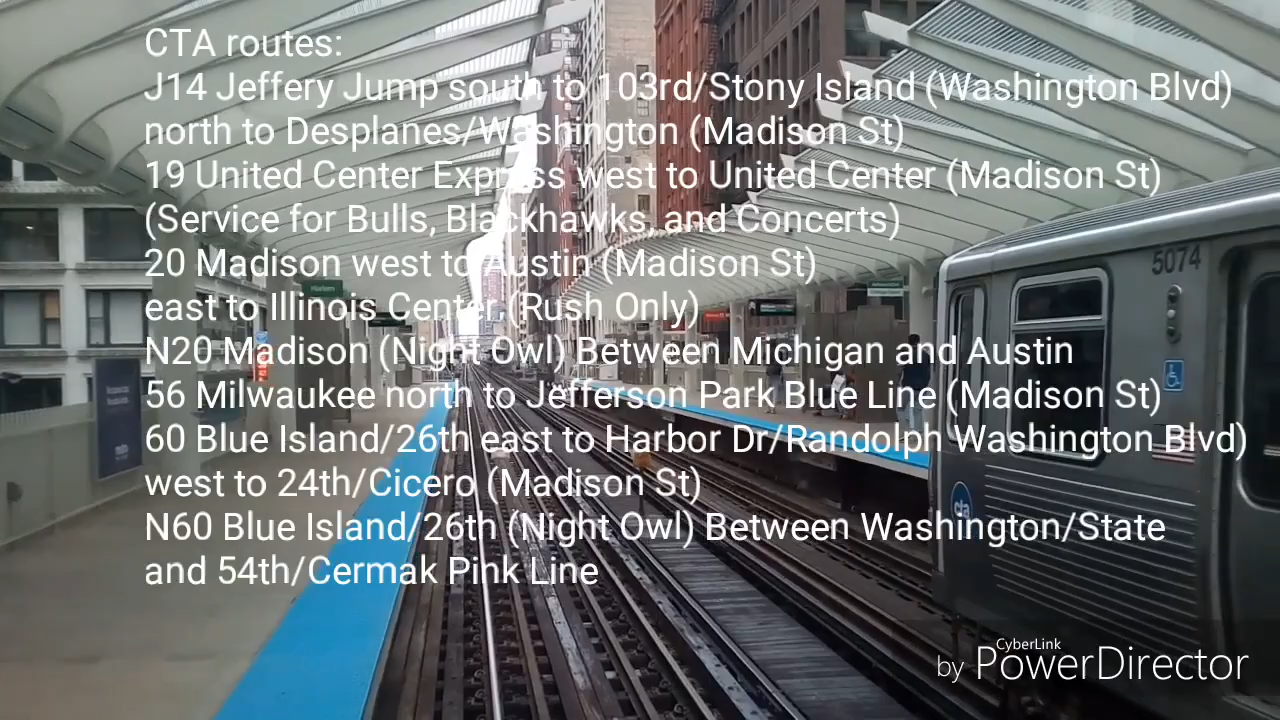 CTA routes:
J14 Jeffery Jump south to 103rd/Stony Island (Washington Blvd)
north to Desplanes/Washington (Madison St)
19 United Center Express west to United Center (Madison St)
(Service for Bulls, Blackhawks, and Concerts)
20 Madison west to Austin (Madison St)
east to Illinois Center (Rush Only)
N20 Madison (Night Owl) Between Michigan and Austin
56 Milwaukee north to Jefferson Park Blue Line (Madison St)
60 Blue Island/26th east to Harbor Dr/Randolph Washington Blvd)
west to 24th/Cicero (Madison St)
N60 Blue Island/26th (Night Owl) Between Washington/State
and 54th/Cermak Pink Line
5074
Harlem
cta
by CyberLink PowerDirector